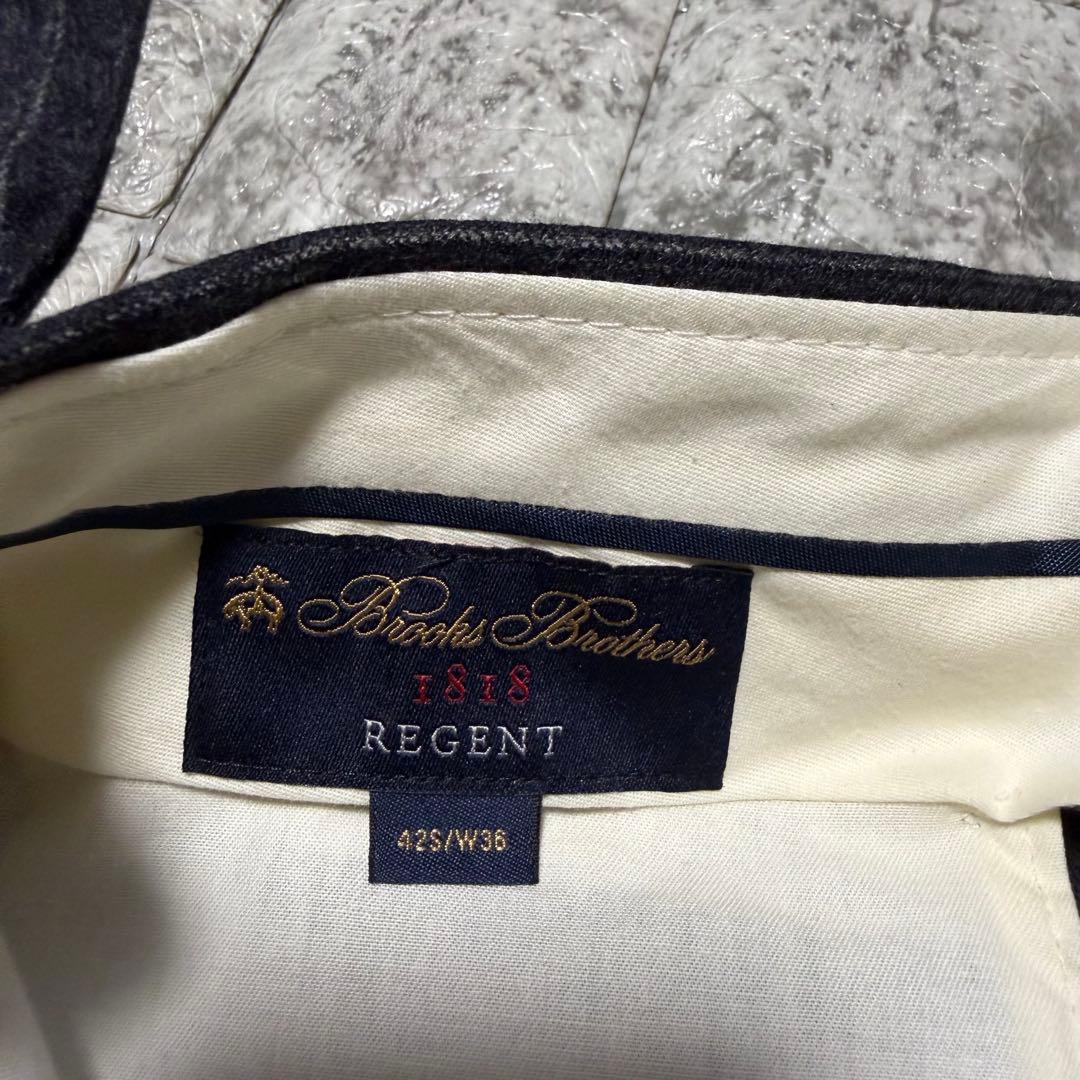 Brooks Brothers
1818
REGENT
42S/W36